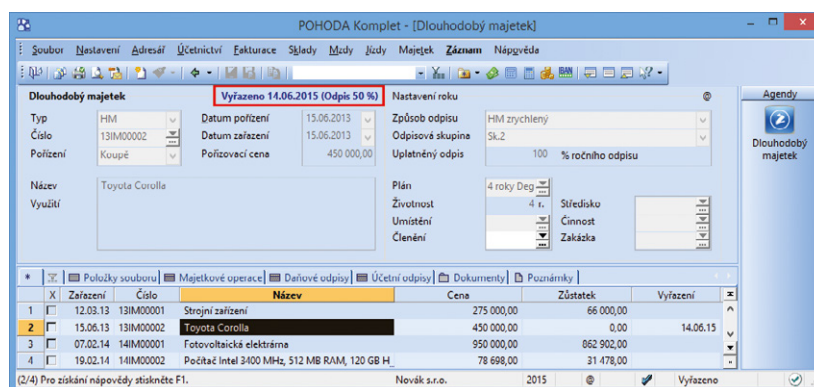 POHODA Komplet - [Dlouhodobý majetek]
Soubor Nastavení Adresář Účetnictví Fakturace Sklady Mzdy Jízdy Majetek Záznam Nápověda
Dlouhodobý majetek Vyřazeno 14.06.2015 (Odpis 50 %) Nastavení roku Agendy
Typ HM Datum pořízení 15.06.2013 Způsob odpisu HM zrychlený
Číslo 13IM00002 Datum zařazení 15.06.2013 Odpisová skupina Sk.2
Dlouhodobý majetek
Pořízení Koupě Pořizovací cena 450 000,00 Uplatněný odpis 100 % ročního odpisu
Název Toyota Corolla Plán 4 roky Deg
Využití Životnost 4 r. Středisko
Umístění Činnost
Členění Zakázka
* Položky souboru Majetkové operace Daňové odpisy Účetní odpisy Dokumenty Poznámky
X Zařazení Číslo Název Cena Zůstatek Vyřazení
1 12.03.13 13IM00001 Strojní zařízení 275 000,00 66 000,00
2 15.06.13 13IM00002 Toyota Corolla 450 000,00 0,00 14.06.15
3 07.02.14 14IM00001 Fotovoltaická elektrárna 950 000,00 862 902,00
4 19.02.14 14IM00002 Počítač Intel 3400 MHz, 512 MB RAM, 120 GB H 78 698,00 31 478,00
(2/4) Pro získání nápovědy stiskněte F1. Novák s.r.o. 2015 @ Vyřazeno